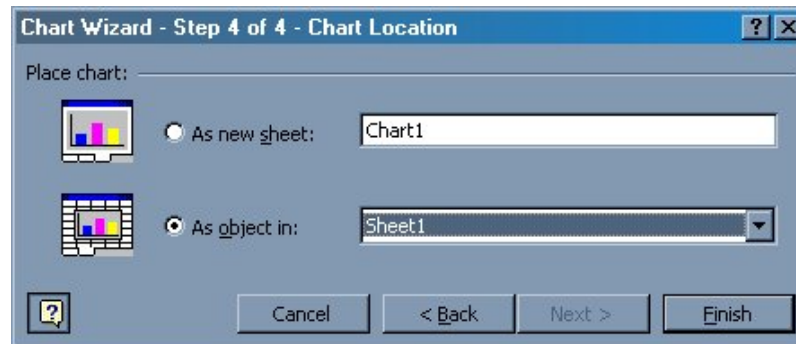 Chart Wizard - Step 4 of 4 - Chart Location
Place chart:
As new sheet: Chart1
As object in: Sheet1
Cancel < Back Next > Finish